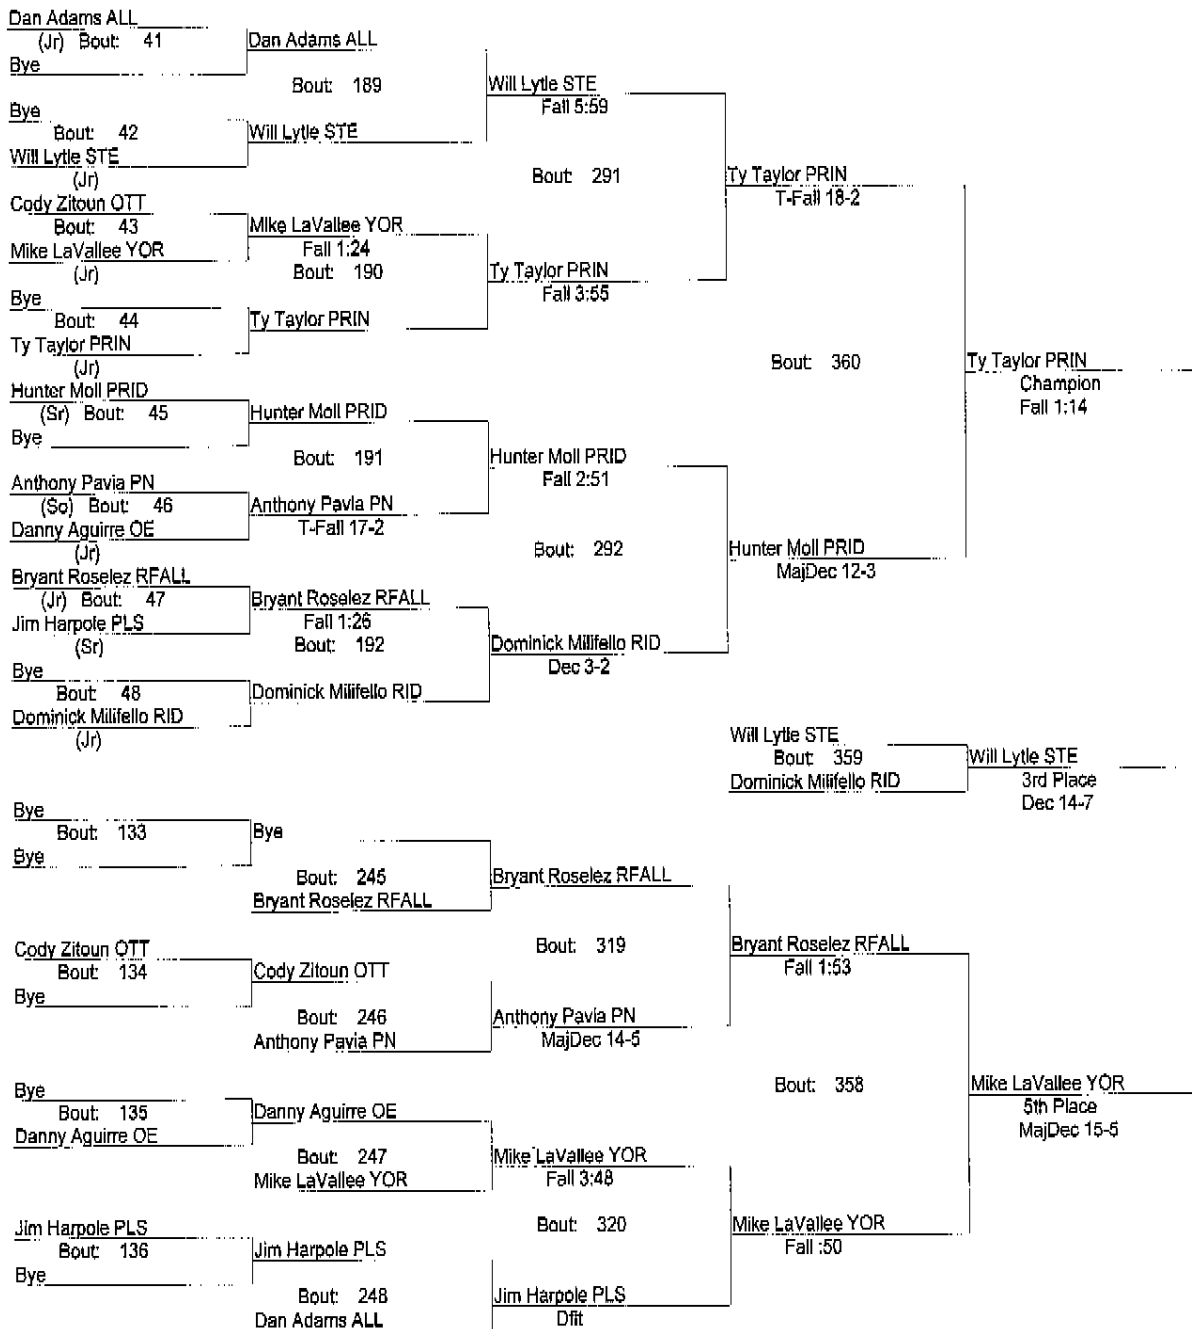 Dan Adams ALL
(Jr) Bout: 41
Bye
Dan Adams ALL
Bout: 189
Bye
Bout: 42
Will Lytle STE
(Jr)
Will Lytle STE
Will Lytle STE
Fall 5:59
Bout: 291
Cody Zitoun OTT
Bout: 43
Mike LaVallee YOR
(Jr)
Mike LaVallee YOR
Fall 1:24
Bout: 190
Bye
Bout: 44
Ty Taylor PRIN
(Jr)
Ty Taylor PRIN
Ty Taylor PRIN
Fall 3:55
Ty Taylor PRIN
T-Fall 18-2
Bout: 360
Ty Taylor PRIN
Champion
Fall 1:14
Hunter Moll PRID
(Sr) Bout: 45
Bye
Hunter Moll PRID
Bout: 191
Anthony Pavia PN
(So) Bout: 46
Danny Aguirre OE
(Jr)
Anthony Pavia PN
T-Fall 17-2
Hunter Moll PRID
Fall 2:51
Bout: 292
Hunter Moll PRID
MajDec 12-3
Bryant Roselez RFALL
(Jr) Bout: 47
Jim Harpole PLS
(Sr)
Bryant Roselez RFALL
Fall 1:26
Bout: 192
Bye
Bout: 48
Dominick Milifello RID
(Jr)
Dominick Milifello RID
Dominick Milifello RID
Dec 3-2
Will Lytle STE
Bout: 359
Dominick Milifello RID
Will Lytle STE
3rd Place
Dec 14-7
Bye
Bout: 133
Bye
Bye
Bout: 245
Bryant Roselez RFALL
Bryant Roselez RFALL
Bout: 319
Cody Zitoun OTT
Bout: 134
Bye
Cody Zitoun OTT
Bout: 246
Anthony Pavia PN
Anthony Pavia PN
MajDec 14-5
Bryant Roselez RFALL
Fall 1:53
Bout: 358
Mike LaVallee YOR
5th Place
MajDec 15-5
Bye
Bout: 135
Danny Aguirre OE
Danny Aguirre OE
Bout: 247
Mike LaVallee YOR
Mike LaVallee YOR
Fall 3:48
Bout: 320
Mike LaVallee YOR
Fall :50
Jim Harpole PLS
Bout: 136
Bye
Jim Harpole PLS
Bout: 248
Dan Adams ALL
Jim Harpole PLS
Dfit